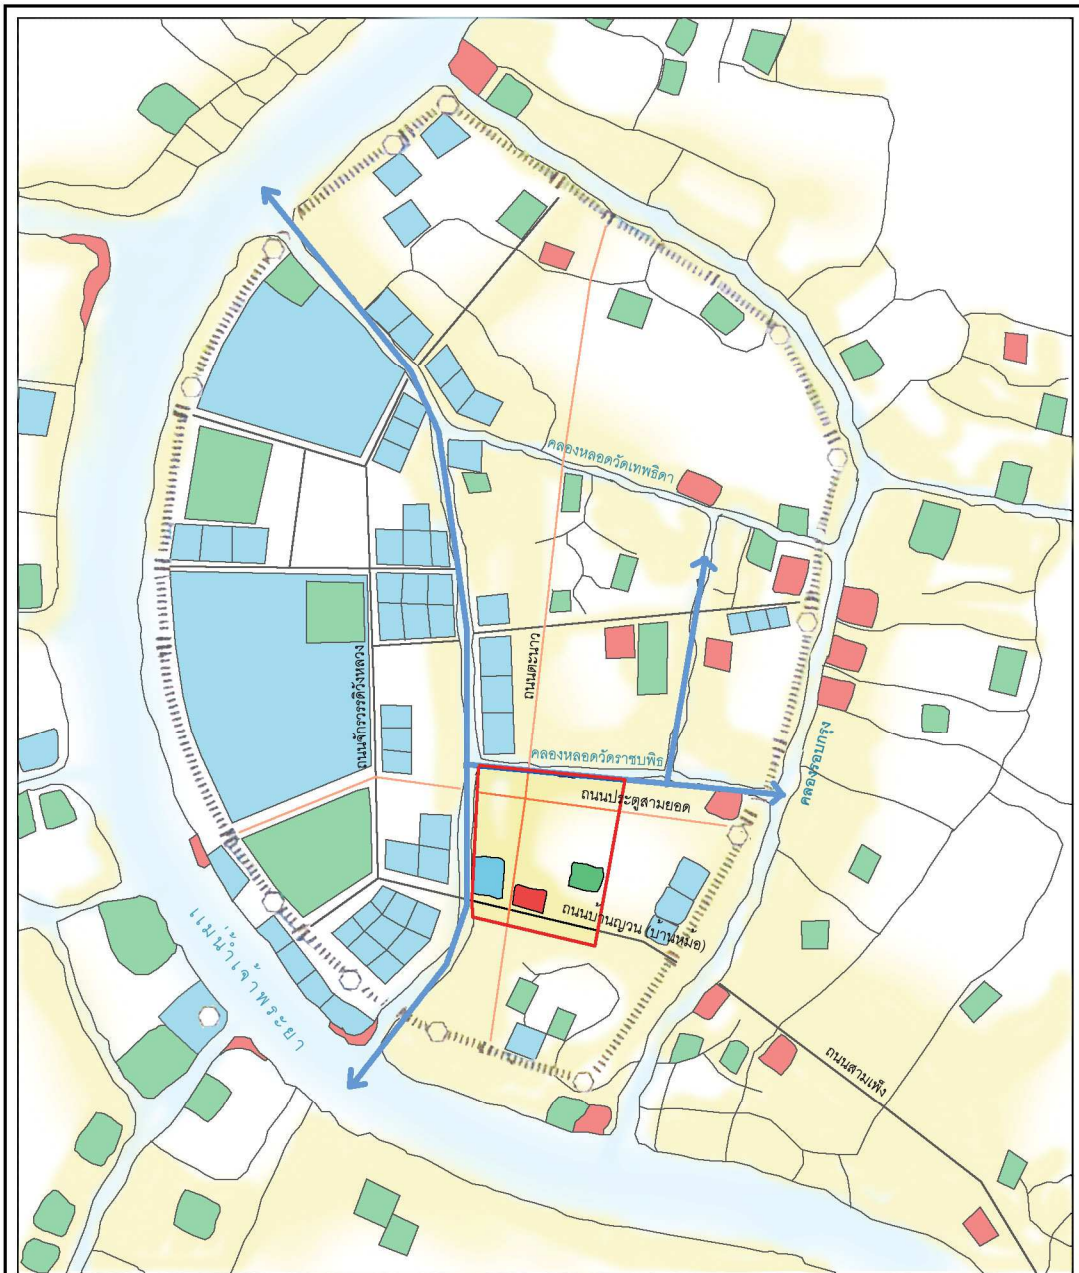 คลองหลอดวัดเทพธิดา
ถนนตะนาว
ถนนจักรวรรดิวังหลวง
คลองหลอดวัดราชบพิธ
คลองรอบกรุง
ถนนประตูสามยอด
ถนนบ้านญวน (บ้านหม้อ)
แม่น้ำเจ้าพระยา
ถนนสามเพ็ง